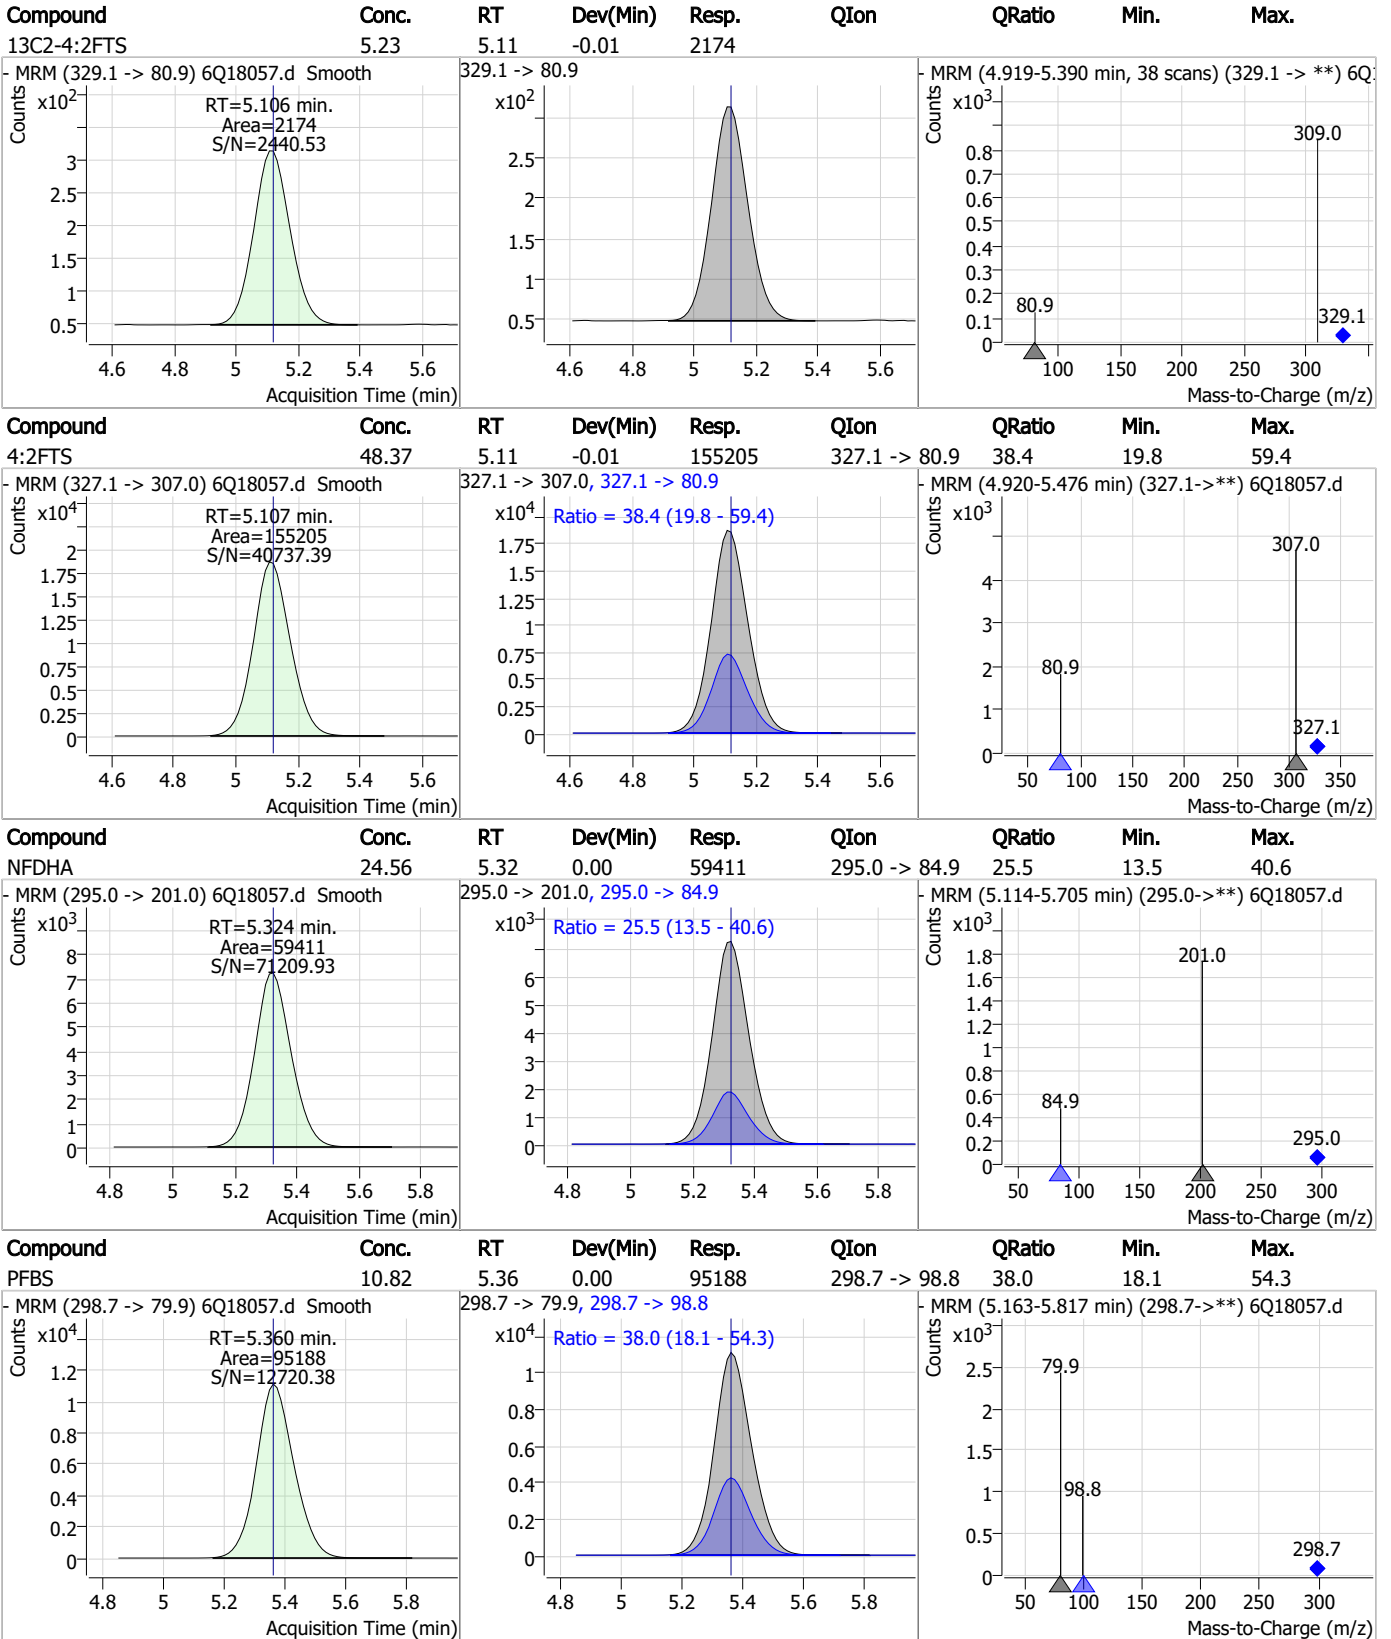 Compound Conc. RT Dev(Min) Resp. QIon QRatio Min. Max.
13C2-4:2FTS 5.23 5.11 -0.01 2174
- MRM (329.1 -> 80.9) 6Q18057.d Smooth
329.1 -> 80.9
- MRM (4.919-5.390 min, 38 scans) (329.1 -> **) 6Q1
Counts
x10²
RT=5.106 min.
Area=2174
S/N=2440.53
3
2.5
2
1.5
1
0.5
4.6 4.8 5 5.2 5.4 5.6
Acquisition Time (min)
x10²
2.5
2
1.5
1
0.5
4.6 4.8 5 5.2 5.4 5.6
Counts
x10³
309.0
80.9
329.1
0.8
0.7
0.6
0.5
0.4
0.3
0.2
0.1
0
100 150 200 250 300
Mass-to-Charge (m/z)
Compound Conc. RT Dev(Min) Resp. QIon QRatio Min. Max.
4:2FTS 48.37 5.11 -0.01 155205 327.1 -> 80.9 38.4 19.8 59.4
- MRM (327.1 -> 307.0) 6Q18057.d Smooth
327.1 -> 307.0, 327.1 -> 80.9
- MRM (4.920-5.476 min) (327.1->**) 6Q18057.d
Counts
x10⁴
RT=5.107 min.
Area=155205
S/N=40737.39
2
1.75
1.5
1.25
1
0.75
0.5
0.25
0
4.6 4.8 5 5.2 5.4 5.6
Acquisition Time (min)
x10⁴
Ratio = 38.4 (19.8 - 59.4)
1.75
1.5
1.25
1
0.75
0.5
0.25
0
4.6 4.8 5 5.2 5.4 5.6
Counts
x10³
307.0
80.9
327.1
4
3
2
1
0
50 100 150 200 250 300 350
Mass-to-Charge (m/z)
Compound Conc. RT Dev(Min) Resp. QIon QRatio Min. Max.
NFDHA 24.56 5.32 0.00 59411 295.0 -> 84.9 25.5 13.5 40.6
- MRM (295.0 -> 201.0) 6Q18057.d Smooth
295.0 -> 201.0, 295.0 -> 84.9
- MRM (5.114-5.705 min) (295.0->**) 6Q18057.d
Counts
x10³
RT=5.324 min.
Area=59411
S/N=71209.93
8
7
6
5
4
3
2
1
0
4.8 5 5.2 5.4 5.6 5.8
Acquisition Time (min)
x10³
Ratio = 25.5 (13.5 - 40.6)
6
5
4
3
2
1
0
4.8 5 5.2 5.4 5.6 5.8
Counts
x10³
201.0
84.9
295.0
1.8
1.6
1.4
1.2
1
0.8
0.6
0.4
0.2
0
50 100 150 200 250 300
Mass-to-Charge (m/z)
Compound Conc. RT Dev(Min) Resp. QIon QRatio Min. Max.
PFBS 10.82 5.36 0.00 95188 298.7 -> 98.8 38.0 18.1 54.3
- MRM (298.7 -> 79.9) 6Q18057.d Smooth
298.7 -> 79.9, 298.7 -> 98.8
- MRM (5.163-5.817 min) (298.7->**) 6Q18057.d
Counts
x10⁴
RT=5.360 min.
Area=95188
S/N=12720.38
1.2
1
0.8
0.6
0.4
0.2
0
4.8 5 5.2 5.4 5.6 5.8
Acquisition Time (min)
x10⁴
Ratio = 38.0 (18.1 - 54.3)
1
0.8
0.6
0.4
0.2
0
4.8 5 5.2 5.4 5.6 5.8
Counts
x10³
79.9
98.8
298.7
2.5
2
1.5
1
0.5
0
50 100 150 200 250 300
Mass-to-Charge (m/z)